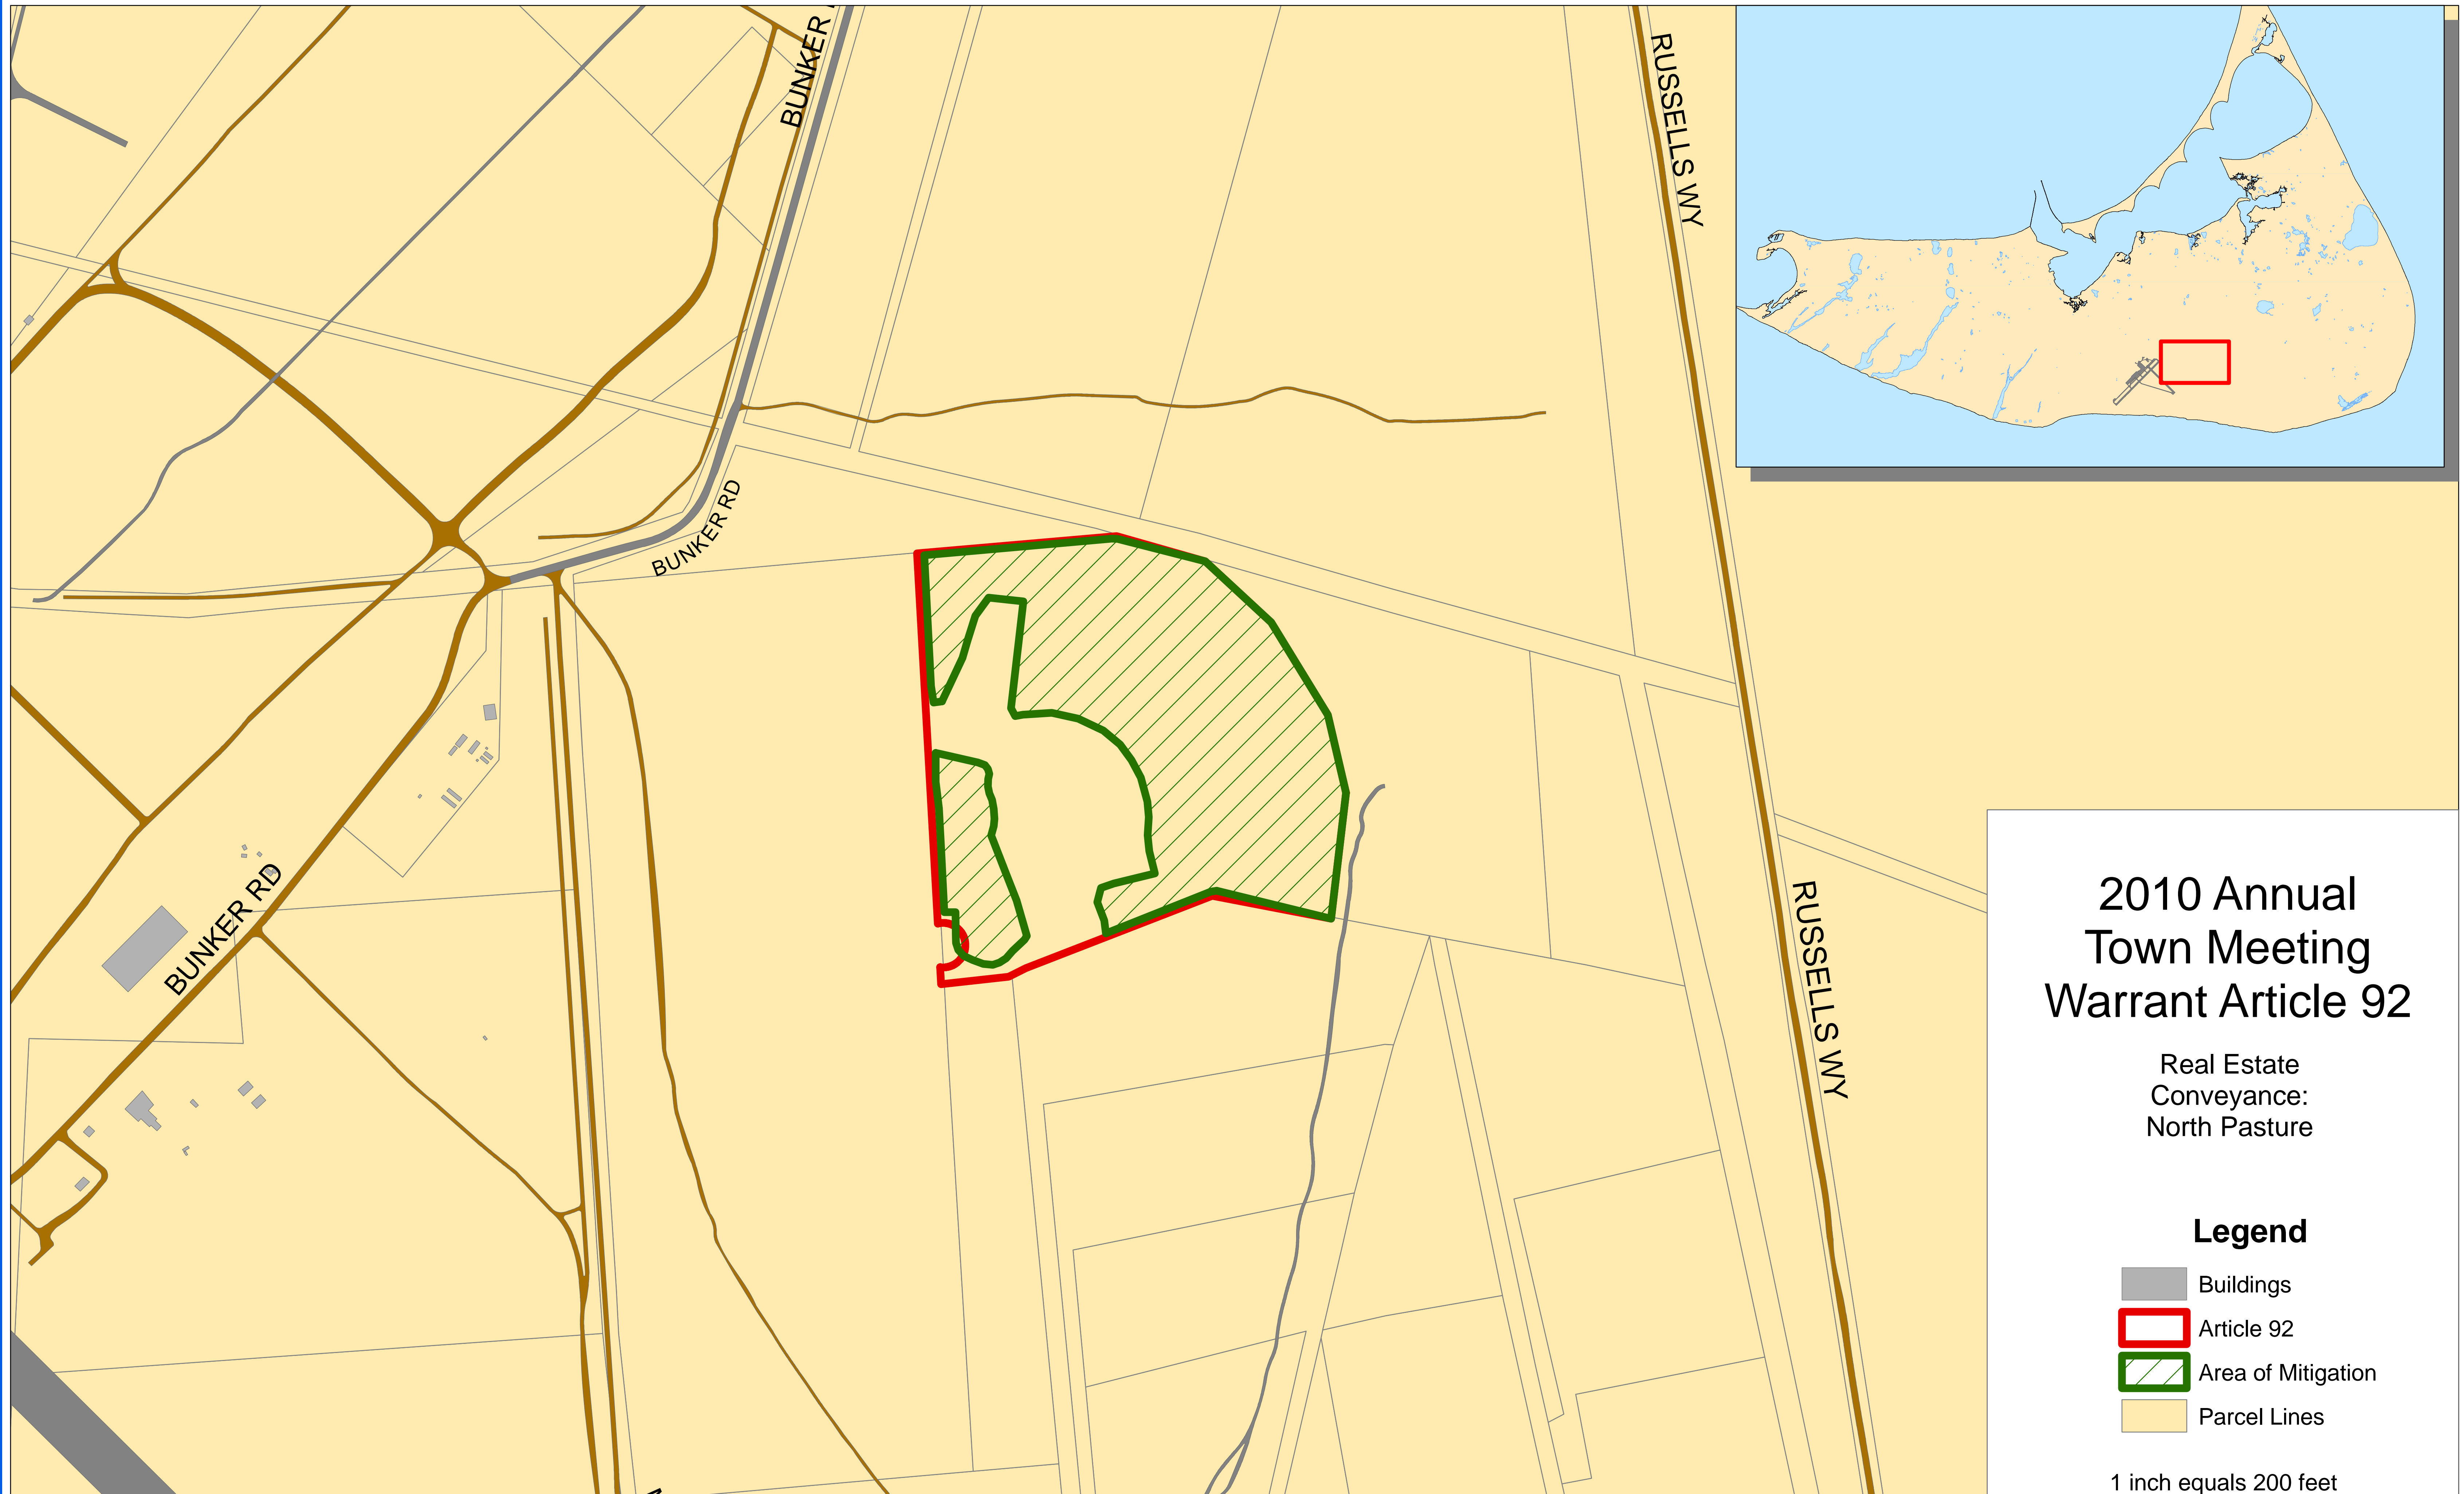 BUNKER
RUSSELLS WY
BUNKER RD
BUNKER RD
RUSSELLS WY
2010 Annual
Town Meeting
Warrant Article 92
Real Estate
Conveyance:
North Pasture
Legend
Buildings
Article 92
Area of Mitigation
Parcel Lines
1 inch equals 200 feet